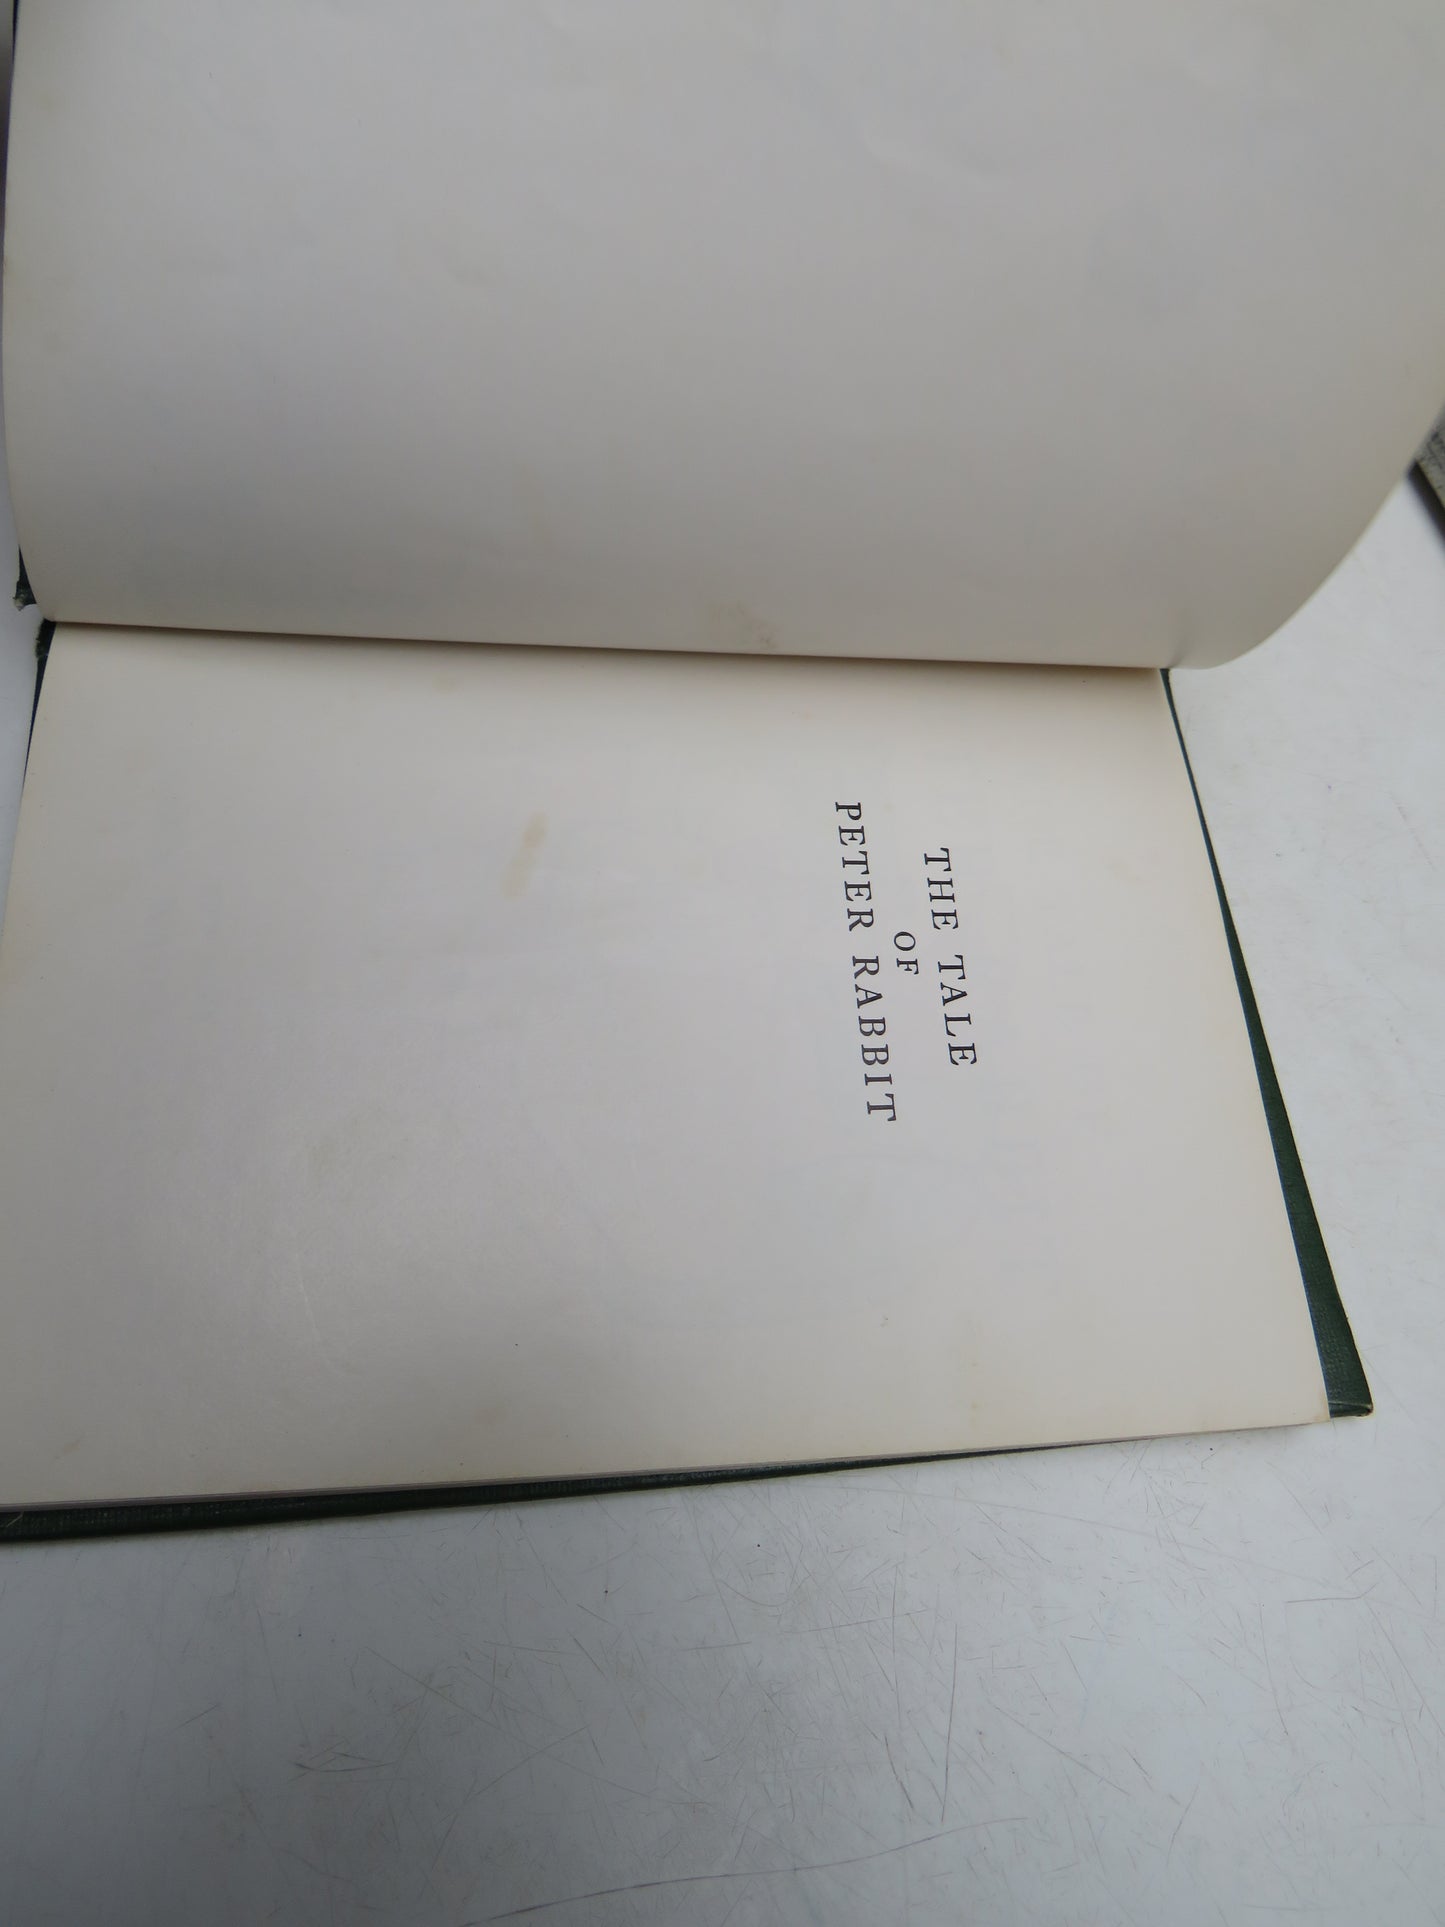 THE TALE
OF
PETER RABBIT